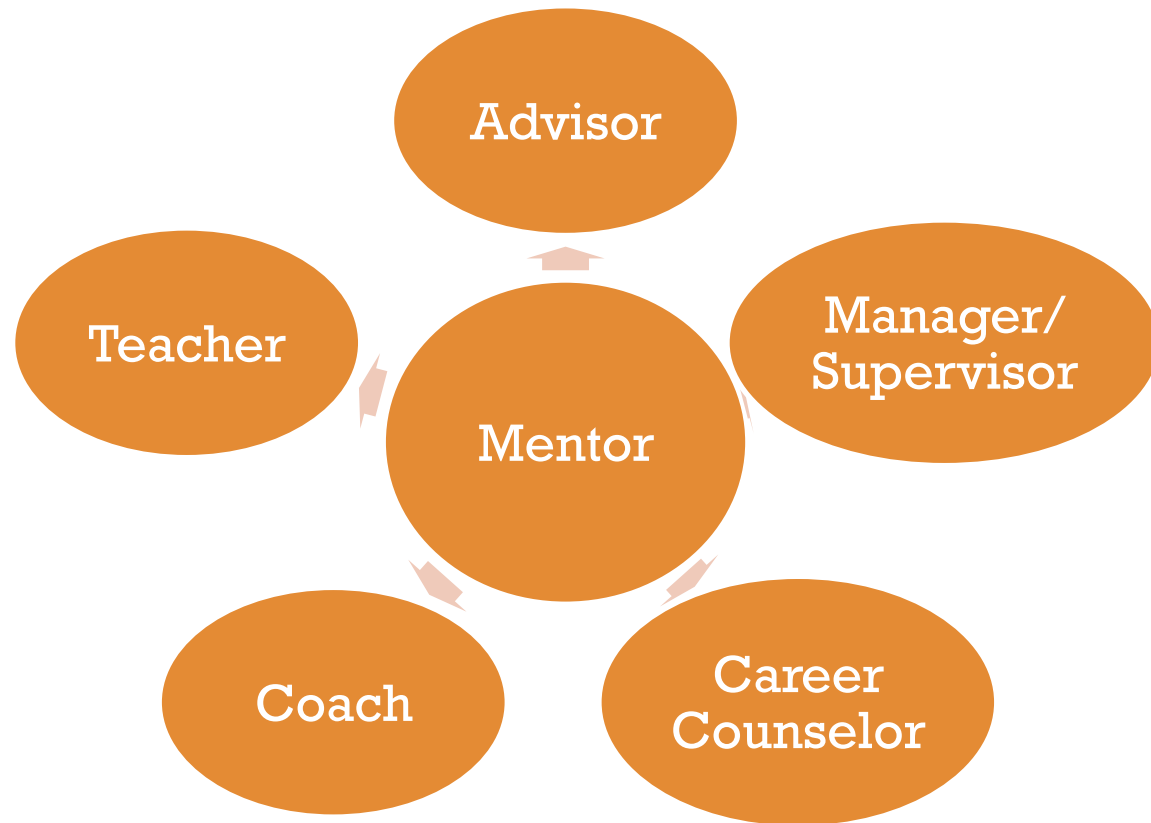 Advisor
Teacher
Manager/
Supervisor
Mentor
Coach
Career
Counselor